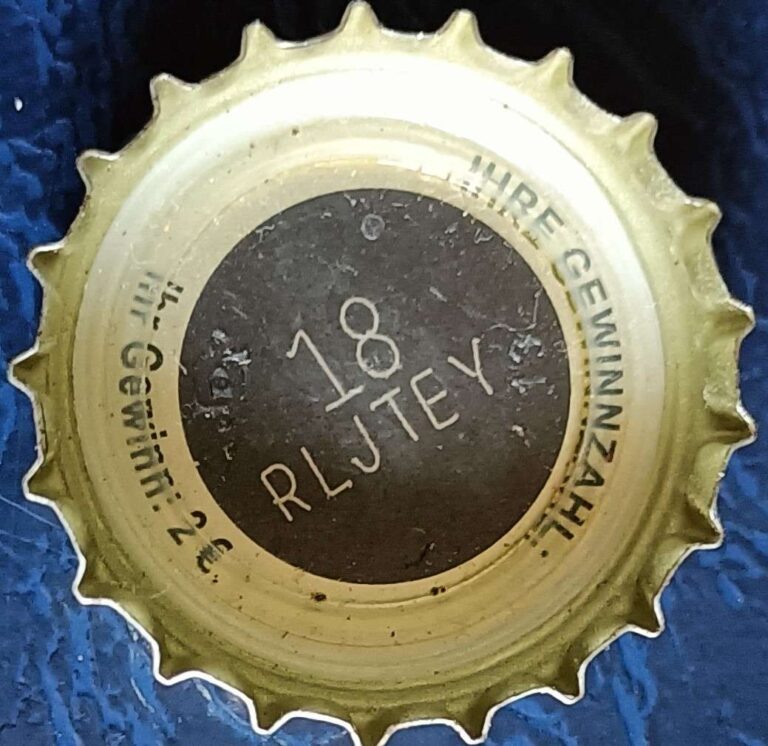 IHRE GEWINNZAHL:
18
RLJTEY
Ihr Gewinn: 2 €